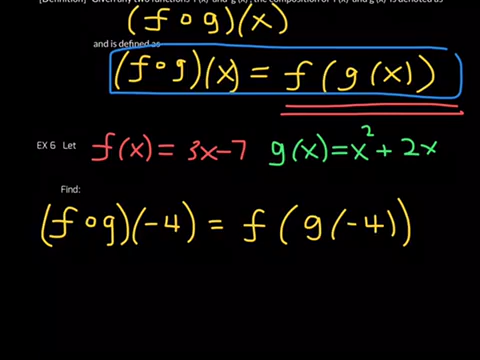 [Definition] Given any two functions f(x) and g(x), the composition of f(x) and g(x) is denoted as
(f∘g)(x)
and is defined as
(f∘g)(x) = f(g(x))
EX 6 Let f(x) = 3x-7 g(x) = x² + 2x
Find:
(f∘g)(-4) = f(g(-4))